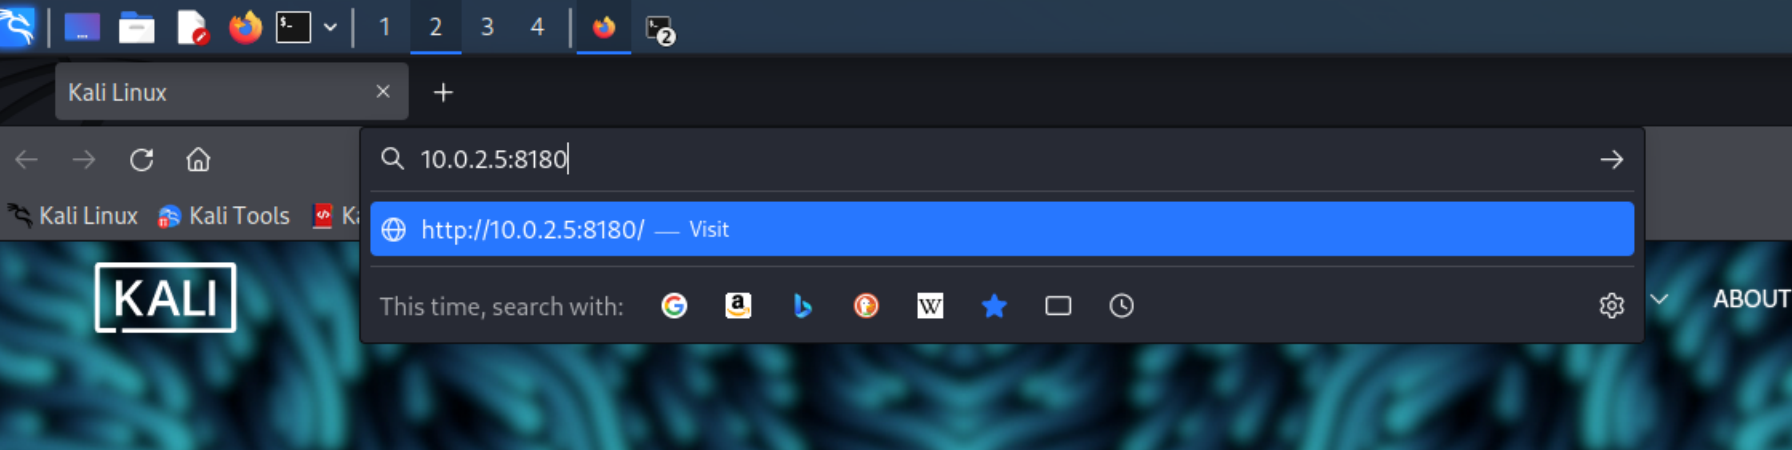 1 2 3 4 2
Kali Linux
10.0.2.5:8180
Kali Linux Kali Tools
http://10.0.2.5:8180/ — Visit
KALI
This time, search with:
ABOUT